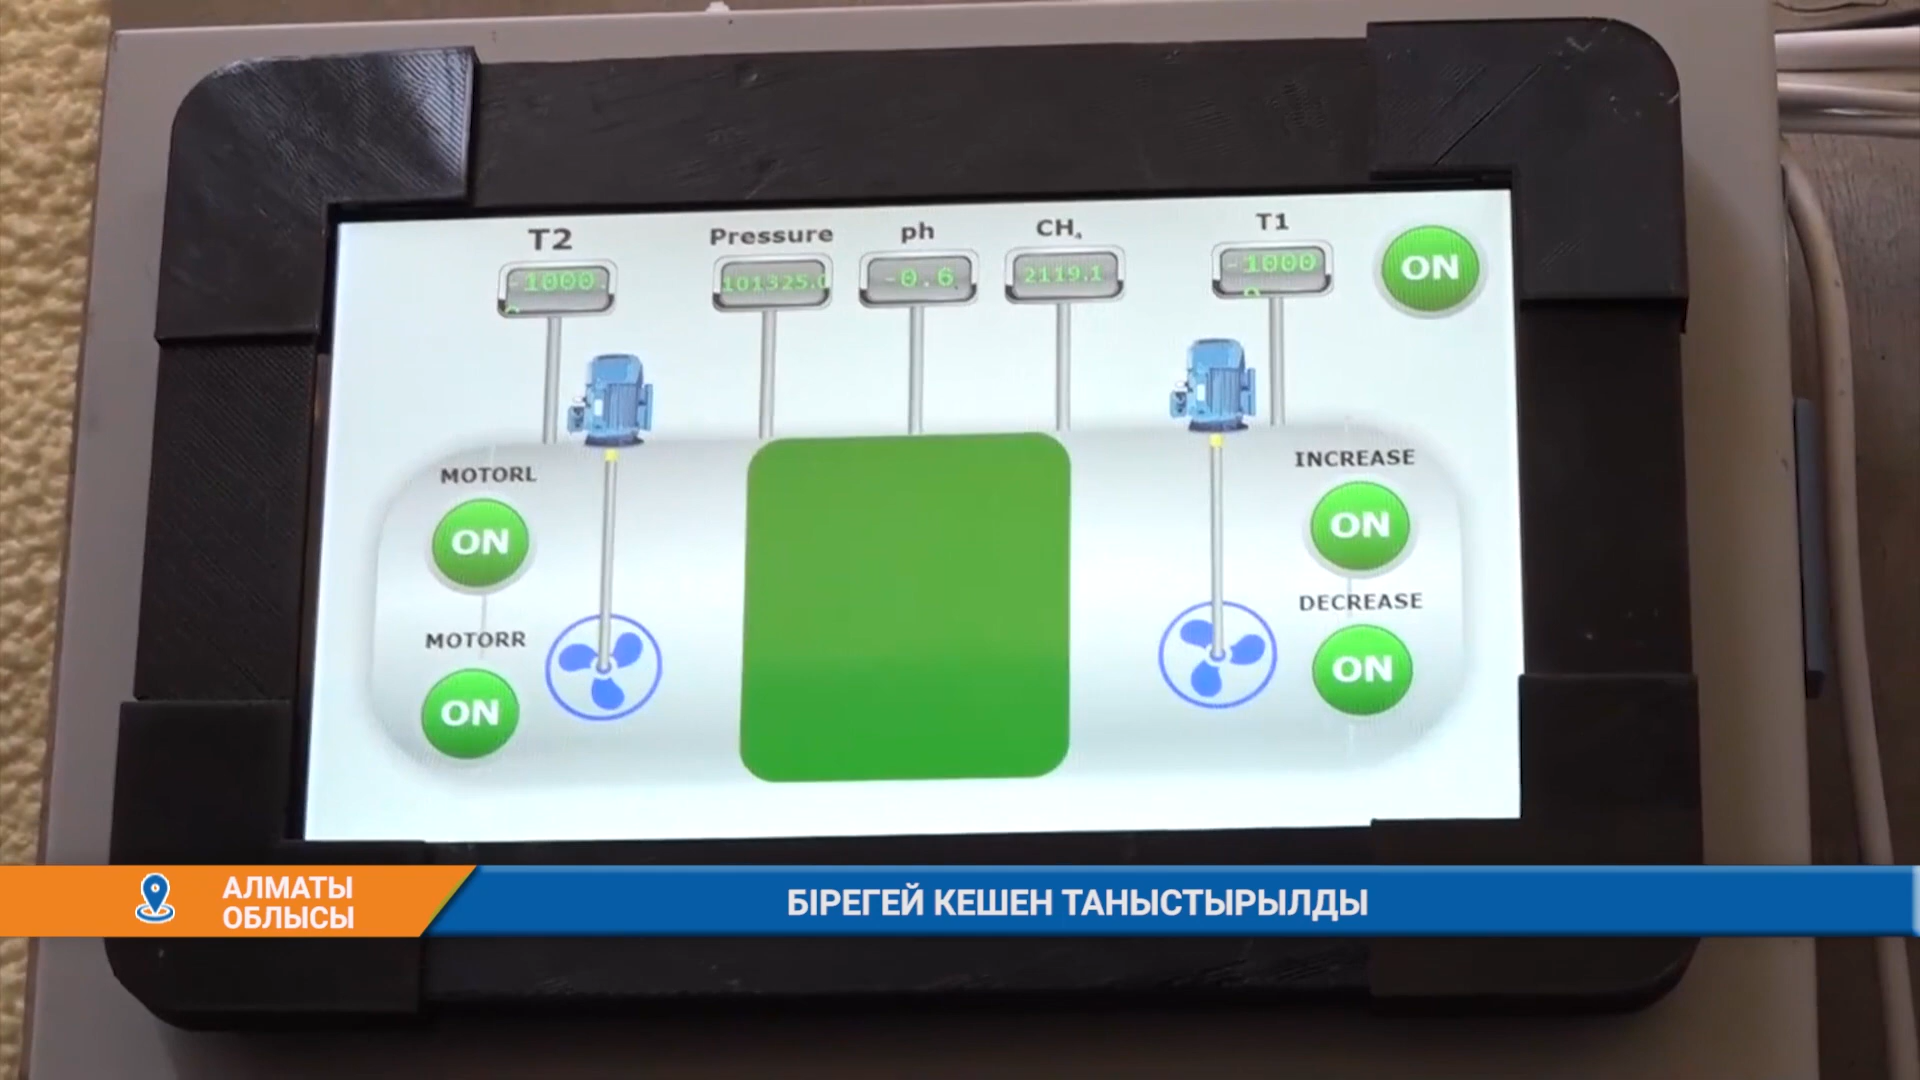 T2
Pressure
ph
CH₄
T1
-1000.
101325.0
-0.6
2119.1
-1000
ON
MOTORL
ON
MOTORR
ON
INCREASE
ON
DECREASE
ON
АЛМАТЫ
ОБЛЫСЫ
БІРЕГЕЙ КЕШЕН ТАНЫСТЫРЫЛДЫ